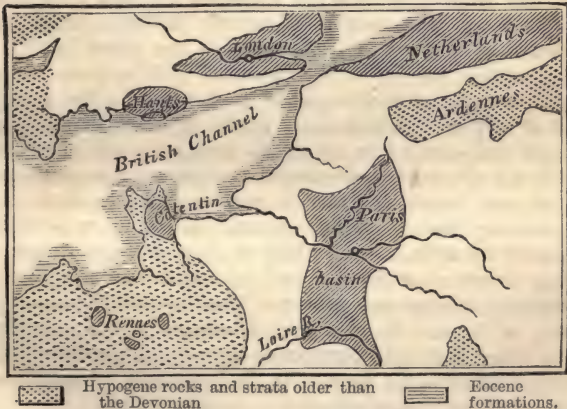 London
Netherlands
Hants
Ardennes
British Channel
Cotentin
Paris
basin
Rennes
Loire R.
Hypogene rocks and strata older than
the Devonian
Eocene
formations.